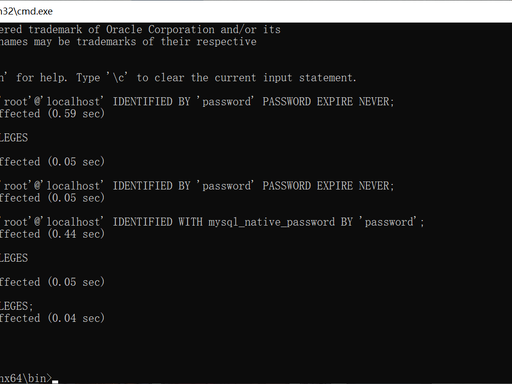 n32\cmd.exe
ered trademark of Oracle Corporation and/or its
names may be trademarks of their respective
n' for help. Type '\c' to clear the current input statement.
'root'@'localhost' IDENTIFIED BY 'password' PASSWORD EXPIRE NEVER;
ffected (0.59 sec)
LEGES
ffected (0.05 sec)
'root'@'localhost' IDENTIFIED BY 'password' PASSWORD EXPIRE NEVER;
ffected (0.05 sec)
'root'@'localhost' IDENTIFIED WITH mysql_native_password BY 'password';
ffected (0.44 sec)
LEGES
ffected (0.05 sec)
LEGES;
ffected (0.04 sec)
nx64\bin>